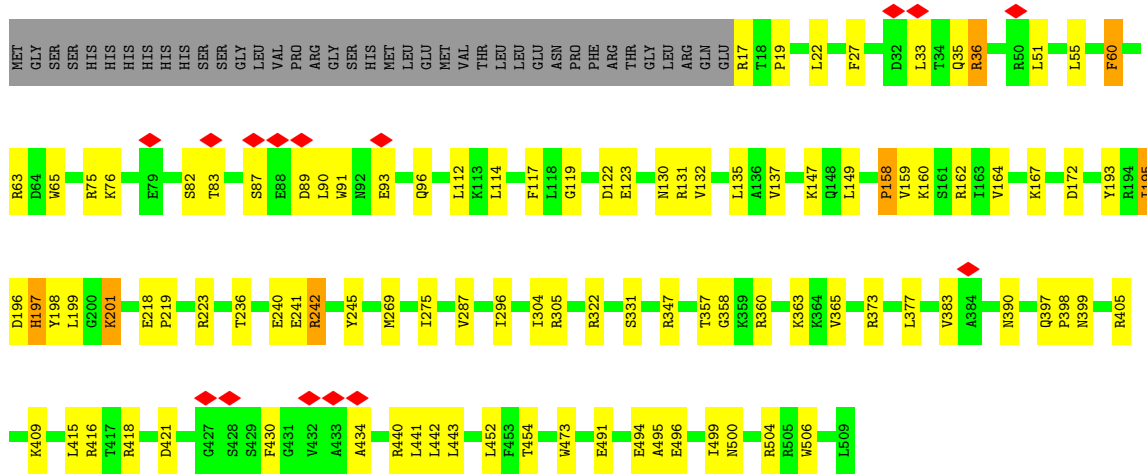 MET GLY SER SER HIS HIS HIS HIS HIS HIS SER SER GLY LEU VAL PRO ARG GLY SER HIS MET LEU GLU MET VAL THR LEU LEU GLU ASN PRO PHE ARG THR GLY LEU ARG GLN GLU R17 T18 P19 L22 F27 D32 L33 T34 Q35 R36 R50 L51 L55 F60
R63 D64 W65 R75 K76 E79 S82 T83 S87 E88 D89 L90 W91 N92 E93 Q96 L112 K113 L114 F117 L118 G119 D122 E123 N130 R131 V132 L135 A136 V137 K147 Q148 L149 P158 V159 K160 S161 R162 I163 V164 K167 D172 Y193 R194 I195
D196 H197 Y198 L199 G200 K201 E218 P219 R223 T236 E240 E241 R242 Y245 M269 I275 V287 I296 I304 R305 R322 S331 R347 T357 G358 K359 R360 K363 K364 V365 R373 L377 V383 A384 N390 Q397 P398 N399 R405
K409 L415 R416 T417 R418 D421 G427 S428 S429 F430 G431 V432 A433 A434 R440 L441 L442 L443 L452 F453 T454 W473 E491 E494 A495 E496 I499 N500 R504 R505 W506 L509